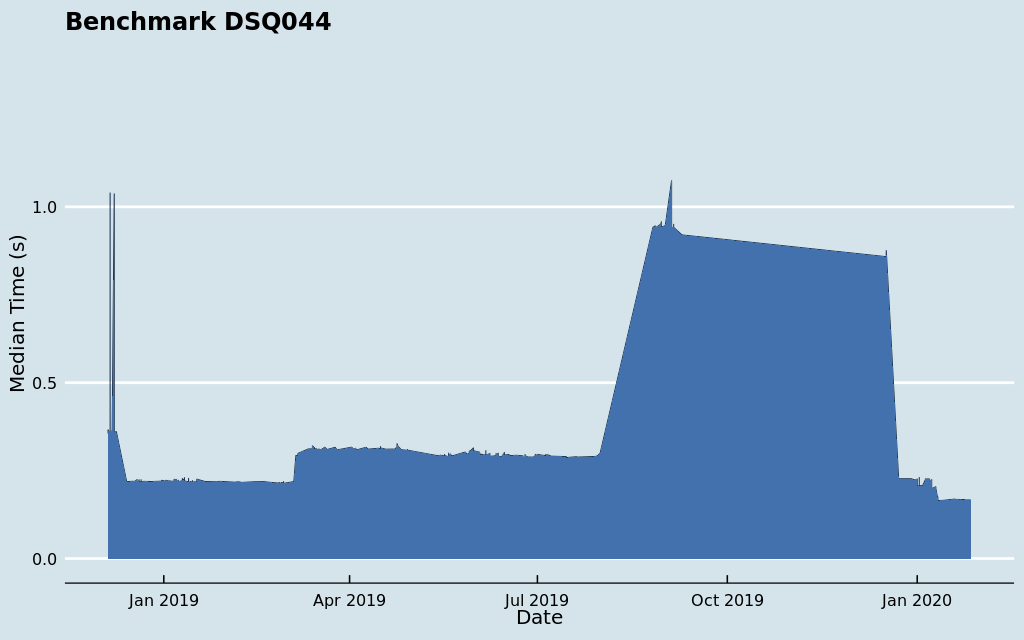 Benchmark DSQ044
Median Time (s)
1.0
0.5
0.0
Jan 2019
Apr 2019
Jul 2019
Oct 2019
Jan 2020
Date